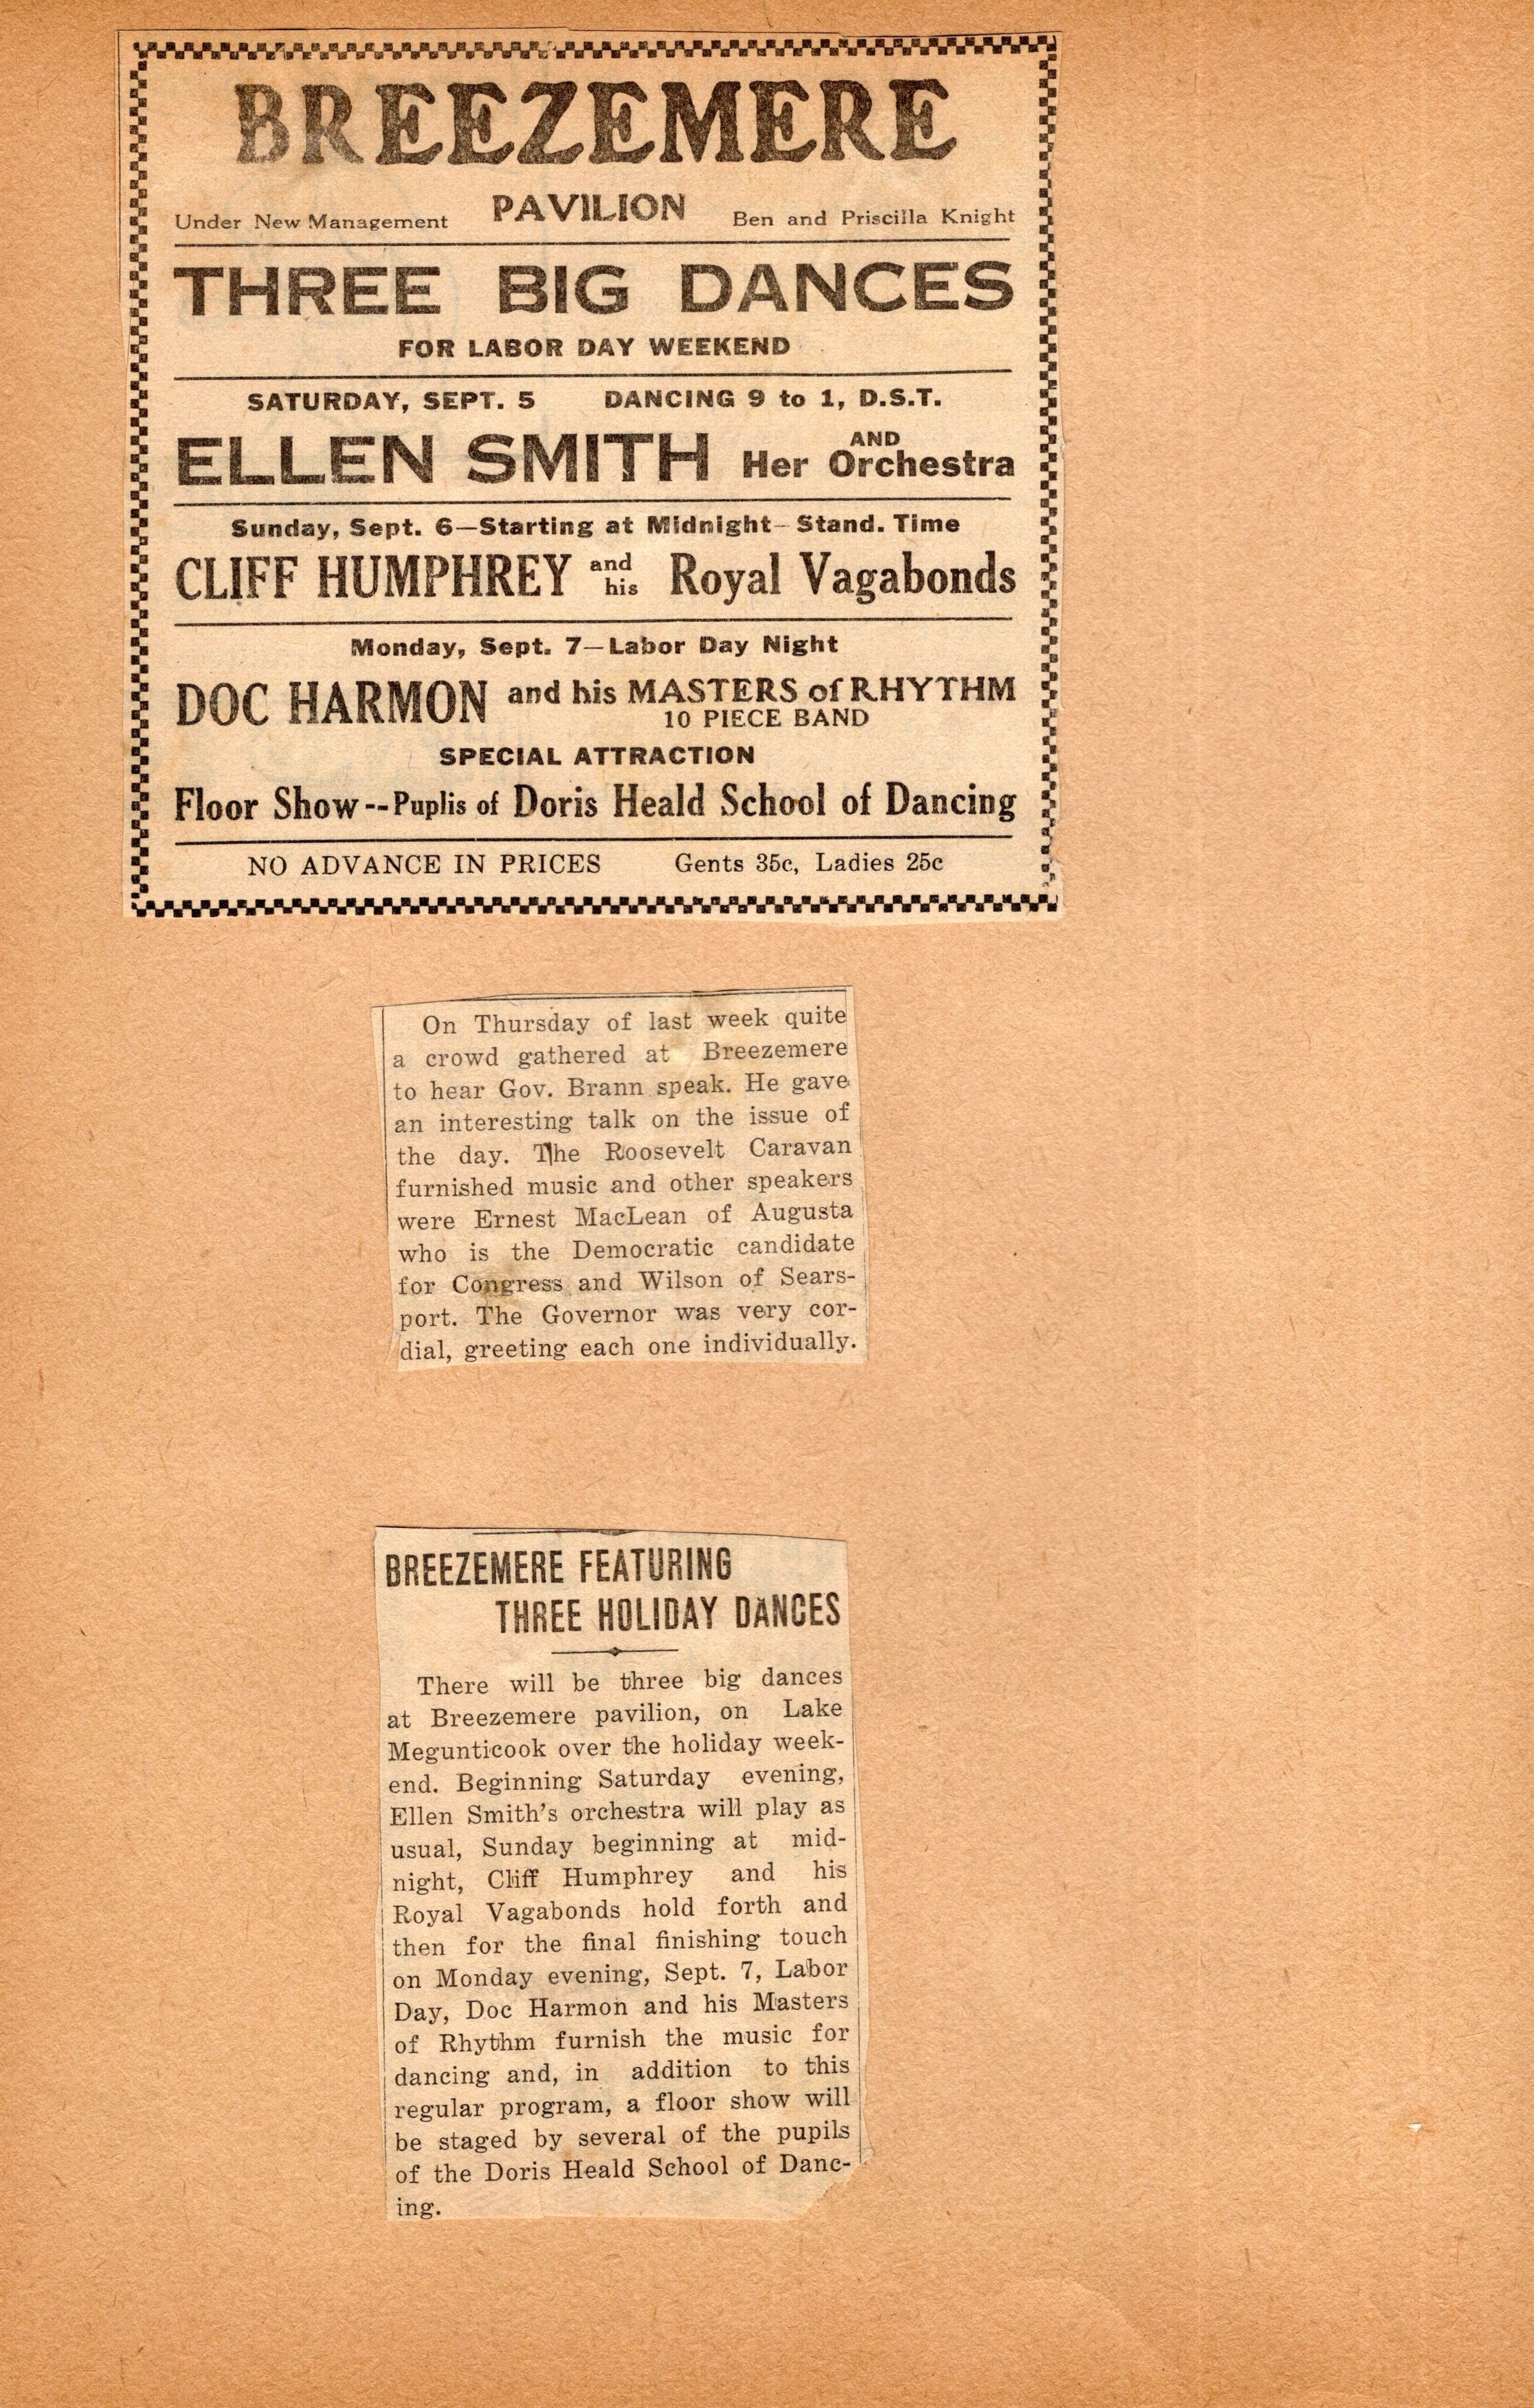 BREEZEMERE
Under New Management PAVILION Ben and Priscilla Knight
THREE BIG DANCES
FOR LABOR DAY WEEKEND
SATURDAY, SEPT. 5 DANCING 9 to 1, D.S.T.
ELLEN SMITH AND Her Orchestra
Sunday, Sept. 6—Starting at Midnight—Stand. Time
CLIFF HUMPHREY and his Royal Vagabonds
Monday, Sept. 7—Labor Day Night
DOC HARMON and his MASTERS of RHYTHM
10 PIECE BAND
SPECIAL ATTRACTION
Floor Show--Puplis of Doris Heald School of Dancing
NO ADVANCE IN PRICES Gents 35c, Ladies 25c
On Thursday of last week quite
a crowd gathered at Breezemere
to hear Gov. Brann speak. He gave
an interesting talk on the issue of
the day. The Roosevelt Caravan
furnished music and other speakers
were Ernest MacLean of Augusta
who is the Democratic candidate
for Congress and Wilson of Sears-
port. The Governor was very cor-
dial, greeting each one individually.
BREEZEMERE FEATURING
THREE HOLIDAY DANCES
There will be three big dances
at Breezemere pavilion, on Lake
Megunticook over the holiday week-
end. Beginning Saturday evening,
Ellen Smith's orchestra will play as
usual, Sunday beginning at mid-
night, Cliff Humphrey and his
Royal Vagabonds hold forth and
then for the final finishing touch
on Monday evening, Sept. 7, Labor
Day, Doc Harmon and his Masters
of Rhythm furnish the music for
dancing and, in addition to this
regular program, a floor show will
be staged by several of the pupils
of the Doris Heald School of Danc-
ing.